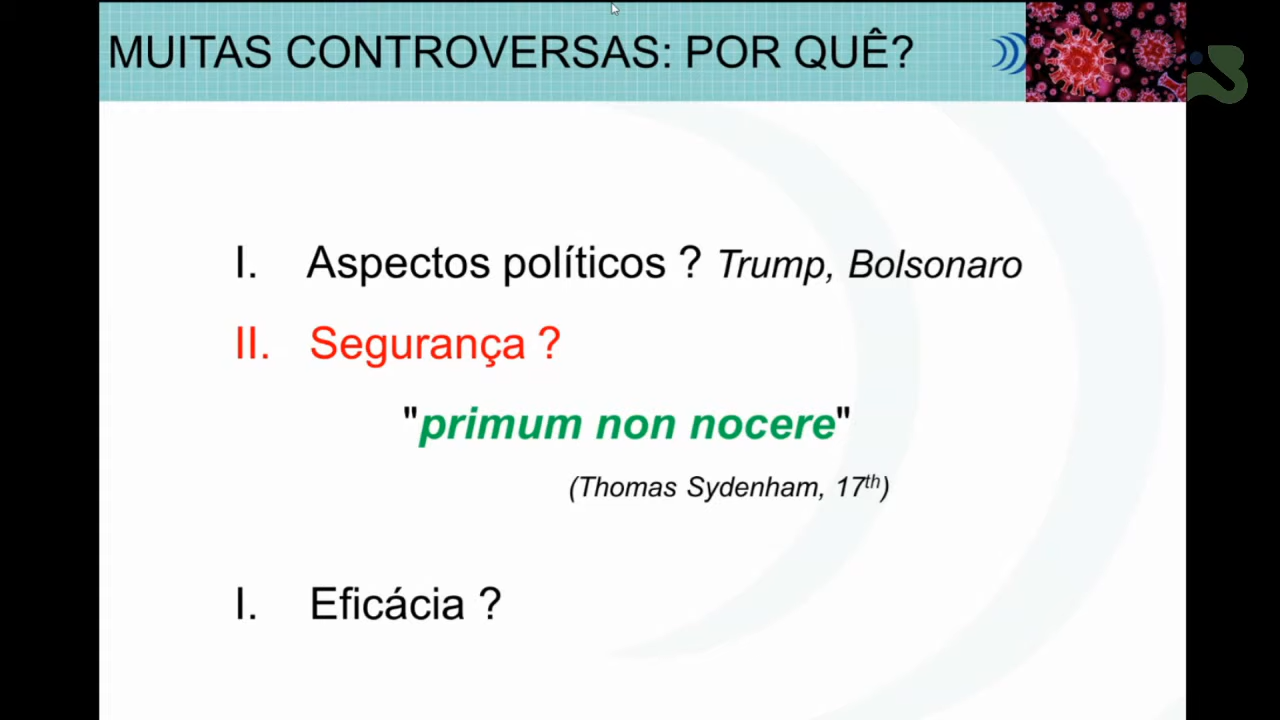 MUITAS CONTROVERSAS: POR QUÊ?
I. Aspectos políticos ? Trump, Bolsonaro
II. Segurança ?
"primum non nocere"
(Thomas Sydenham, 17th)
I. Eficácia ?